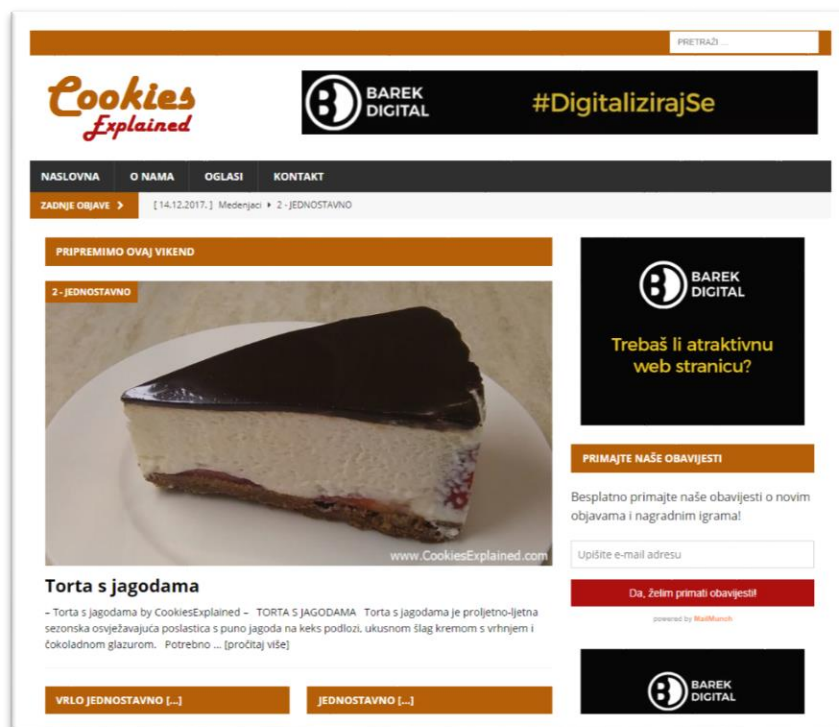 PRETRAŽI ...
Cookies
Explained
BAREK
DIGITAL
#DigitalizirajSe
NASLOVNA O NAMA OGLASI KONTAKT
ZADNJE OBJAVE [ 14.12.2017. ] Medenjaci 2 - JEDNOSTAVNO
PRIPREMIMO OVAJ VIKEND
2 - JEDNOSTAVNO
www.CookiesExplained.com
Torta s jagodama
– Torta s jagodama by CookiesExplained – TORTA S JAGODAMA Torta s jagodama je proljetno-ljetna
sezonska osvježavajuća poslastica s puno jagoda na keks podlozi, ukusnom šlag kremom s vrhnjem i
čokoladnom glazurom. Potrebno ... [pročitaj više]
VRLO JEDNOSTAVNO [...]
JEDNOSTAVNO [...]
BAREK
DIGITAL
Trebaš li atraktivnu
web stranicu?
PRIMAJTE NAŠE OBAVIJESTI
Besplatno primajte naše obavijesti o novim
objavama i nagradnim igrama!
Upišite e-mail adresu
Da, želim primati obavijesti!
powered by MailMunch
BAREK
DIGITAL